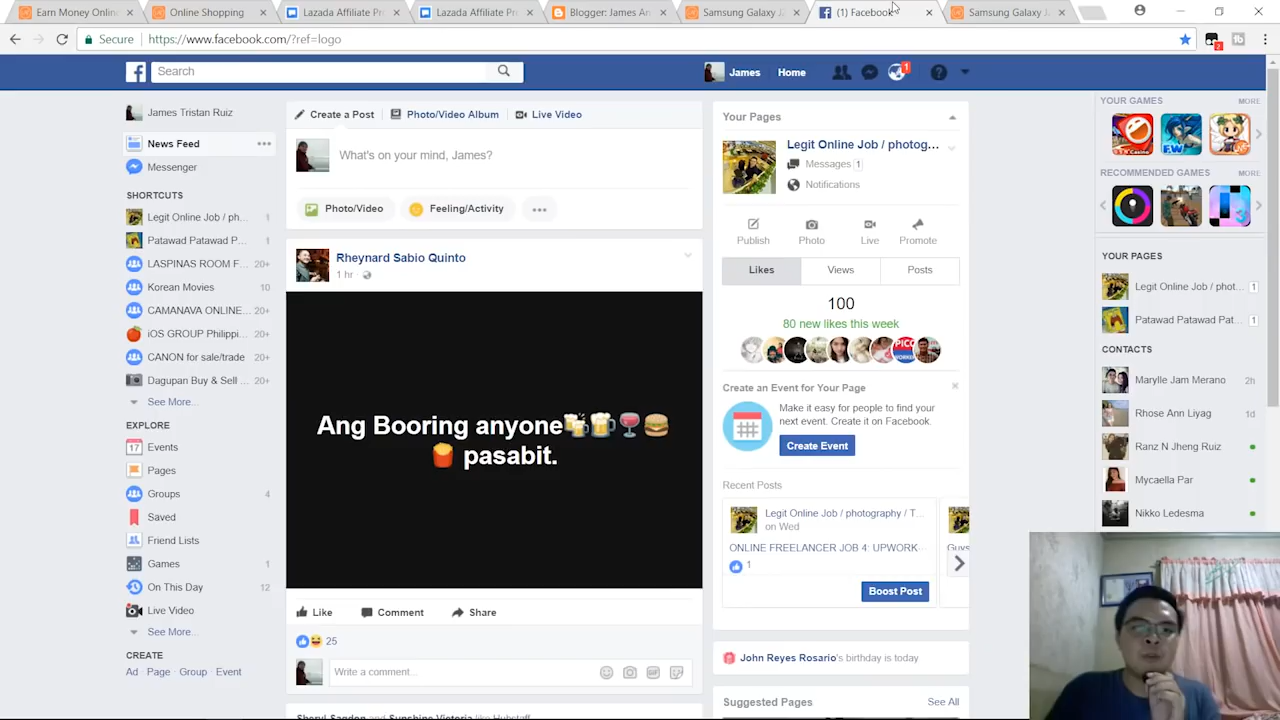 Earn Money Online
Online Shopping
Lazada Affiliate Pr
Lazada Affiliate Pr
Blogger: James An
Samsung Galaxy J
(1) Facebook
Samsung Galaxy J
Secure
https://www.facebook.com/?ref=logo
2
Search
James
Home
1
James Tristan Ruiz
News Feed
Messenger
SHORTCUTS
Legit Online Job / ph... 1
Patawad Patawad P... 1
LASPINAS ROOM F... 20+
Korean Movies 10
CAMANAVA ONLINE... 20+
iOS GROUP Philippi... 20+
CANON for sale/trade 20+
Dagupan Buy & Sell ... 20+
See More...
EXPLORE
17 Events
Pages
Groups 4
Saved
Friend Lists
Games 1
On This Day 12
Live Video
See More...
CREATE
Ad · Page · Group · Event
Create a Post
Photo/Video Album
Live Video
What's on your mind, James?
Photo/Video
Feeling/Activity
Rheynard Sabio Quinto
1 hr ·
Ang Booring anyone
pasabit.
Like
Comment
Share
25
Write a comment...
and Sunshine Victoria like Hubstaff
Your Pages
Legit Online Job / photog...
Messages 1
Notifications
Publish
Photo
Live
Promote
Likes
Views
Posts
100
80 new likes this week
Create an Event for Your Page
Make it easy for people to find your
next event. Create it on Facebook.
Create Event
Recent Posts
Legit Online Job / photography / T...
on Wed
ONLINE FREELANCER JOB 4: UPWORK
1
Boost Post
John Reyes Rosario's birthday is today
Suggested Pages
See All
YOUR GAMES
MORE
RECOMMENDED GAMES
MORE
YOUR PAGES
Legit Online Job / phot... 1
Patawad Patawad Pat... 1
CONTACTS
Marylle Jam Merano 2h
Rhose Ann Liyag 1d
Ranz N Jheng Ruiz
Mycaella Par
Nikko Ledesma